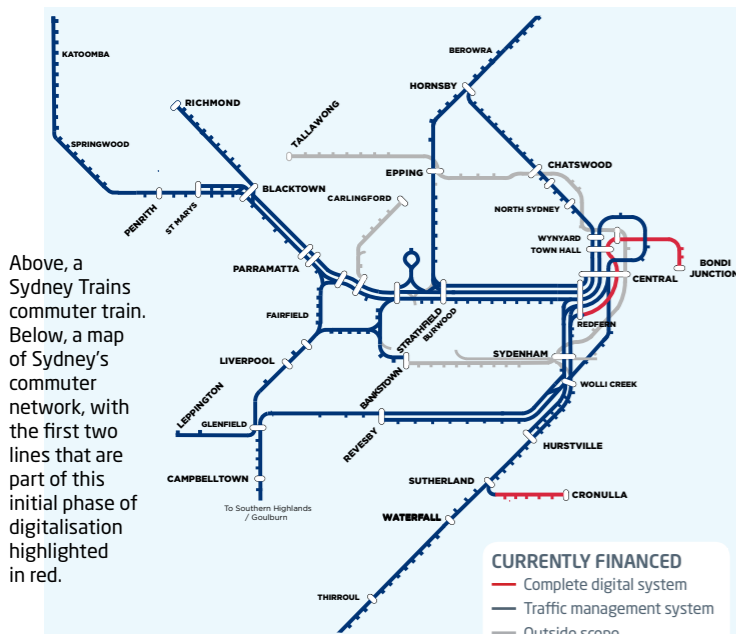 KATOOMBA
BEROWRA
HORNSBY
RICHMOND
TALLAWONG
SPRINGWOOD
CHATSWOOD
EPPING
BLACKTOWN
CARLINGFORD
PENRITH
ST MARYS
NORTH SYDNEY
WYNYARD
TOWN HALL
BONDI
JUNCTION
CENTRAL
PARRAMATTA
FAIRFIELD
STRATHFIELD
BURWOOD
REDFERN
SYDENHAM
LIVERPOOL
BANKSTOWN
WOLLI CREEK
LEPPINGTON
GLENFIELD
REVESBY
HURSTVILLE
CAMPBELLTOWN
SUTHERLAND
CRONULLA
To Southern Highlands
/ Goulburn
WATERFALL
THIRROUL
Above, a
Sydney Trains
commuter train.
Below, a map
of Sydney's
commuter
network, with
the first two
lines that are
part of this
initial phase of
digitalisation
highlighted
in red.
CURRENTLY FINANCED
Complete digital system
Traffic management system
Outside scope